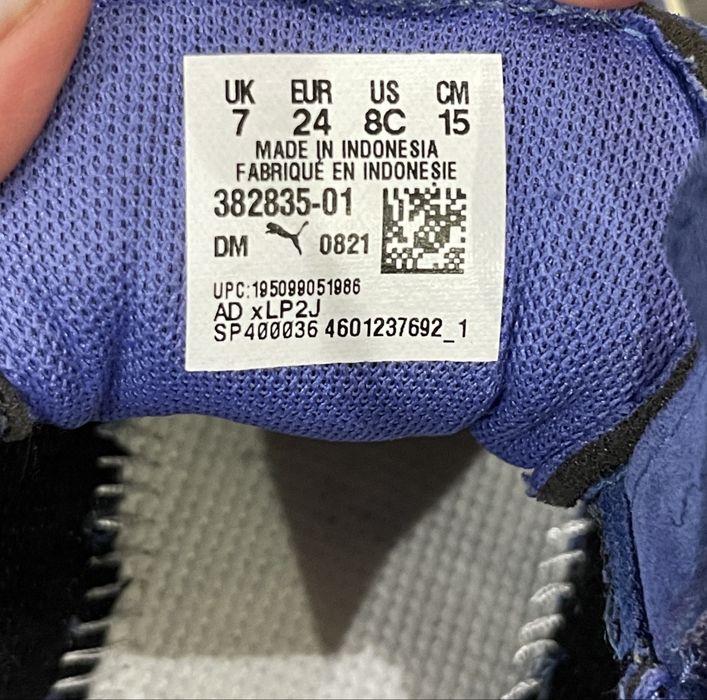 UK EUR US CM
7 24 8C 15
MADE IN INDONESIA
FABRIQUÉ EN INDONESIE
382835-01
DM 0821
UPC:195099051986
AD xLP2J
SP400036 4601237692_1